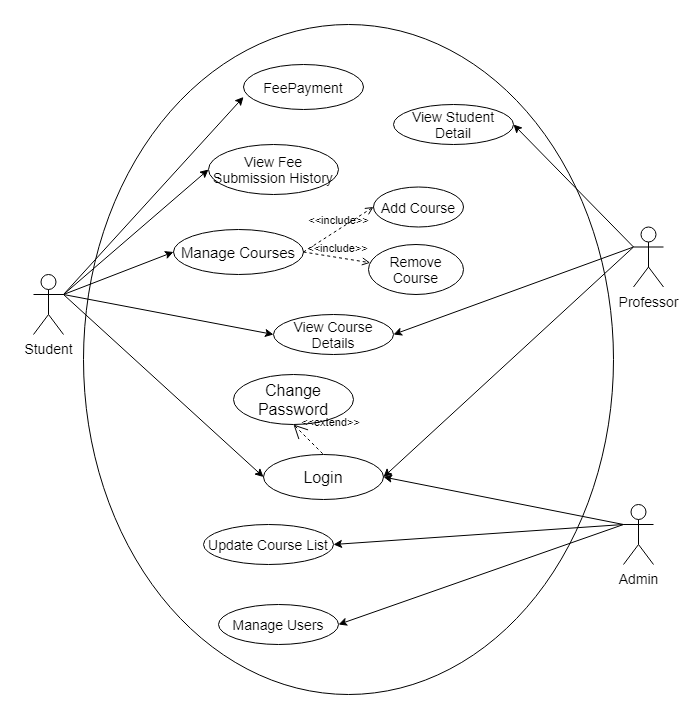 FeePayment
View Student
Detail
View Fee
Submission History
Add Course
<<include>>
Manage Courses
<<include>>
Remove
Course
Professor
Student
View Course
Details
Change
Password
<<extend>>
Login
Update Course List
Admin
Manage Users